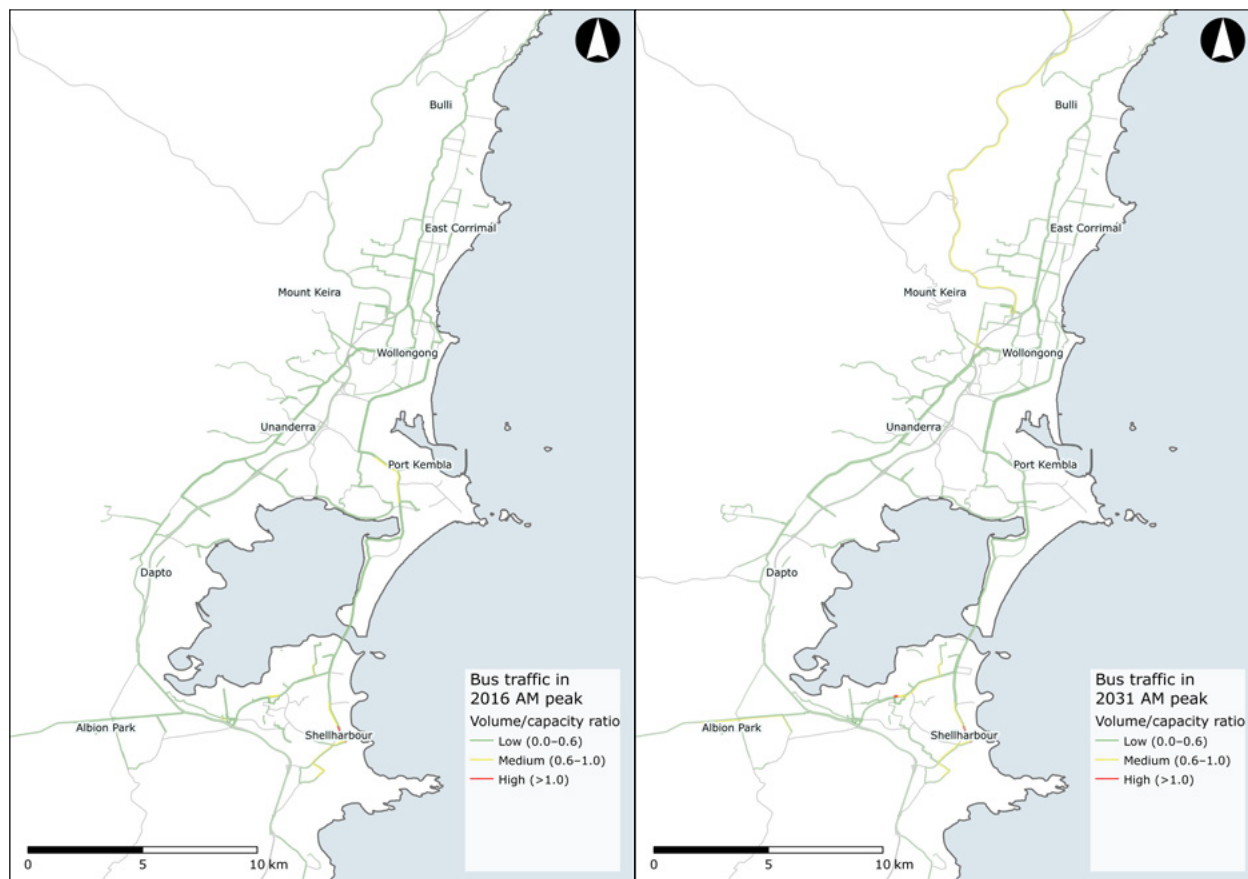 Bulli
East Corrimal
Mount Keira
Wollongong
Unanderra
Port Kembla
Dapto
Albion Park
Shellharbour
Bus traffic in
2016 AM peak
Volume/capacity ratio
Low (0.0–0.6)
Medium (0.6–1.0)
High (>1.0)
0 5 10 km
Bulli
East Corrimal
Mount Keira
Wollongong
Unanderra
Port Kembla
Dapto
Albion Park
Shellharbour
Bus traffic in
2031 AM peak
Volume/capacity ratio
Low (0.0–0.6)
Medium (0.6–1.0)
High (>1.0)
0 5 10 km